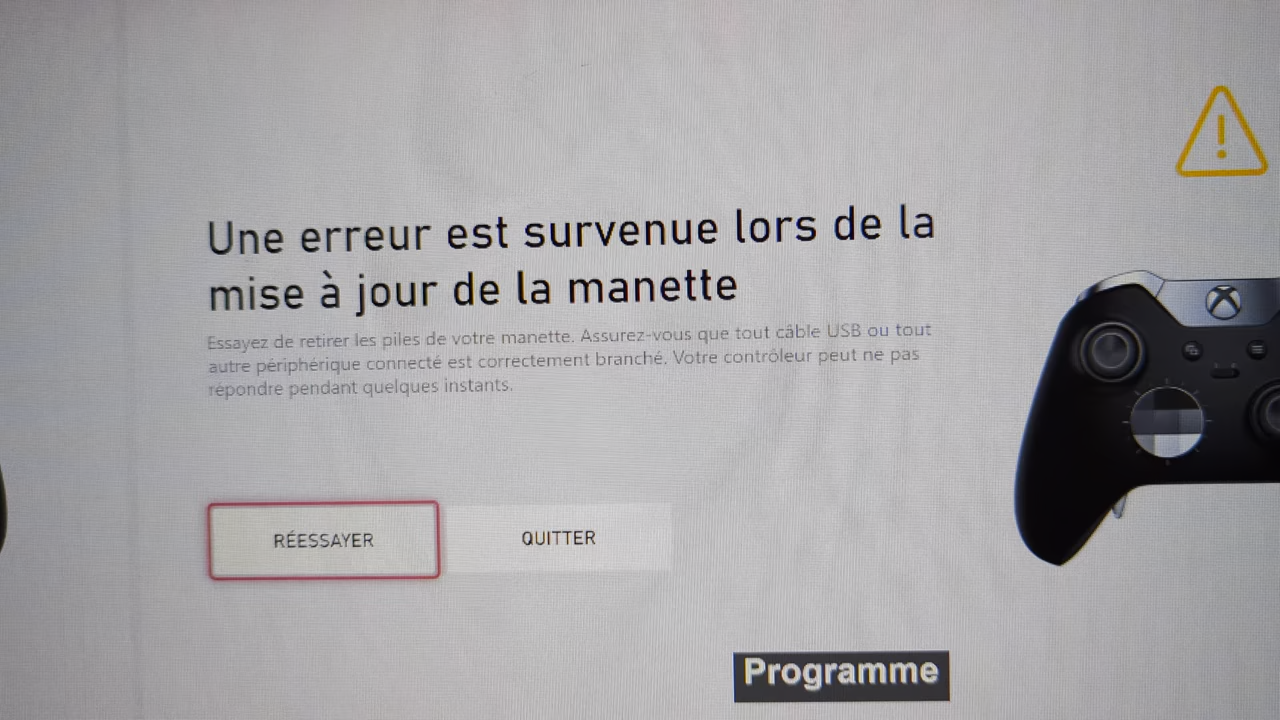 Une erreur est survenue lors de la
mise à jour de la manette
Essayez de retirer les piles de votre manette. Assurez-vous que tout câble USB ou tout
autre périphérique connecté est correctement branché. Votre contrôleur peut ne pas
répondre pendant quelques instants.
RÉESSAYER
QUITTER
Programme